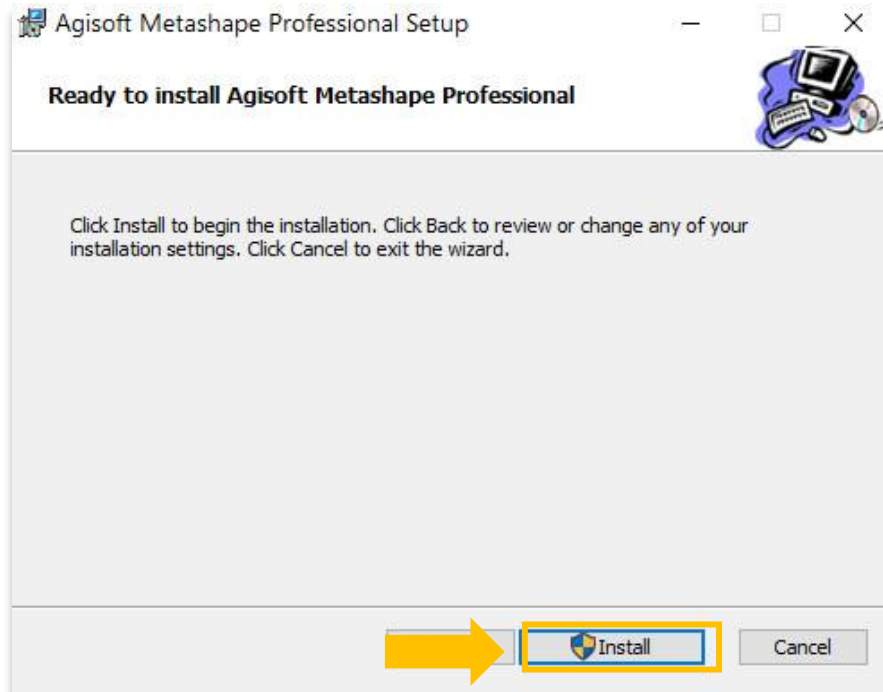 Agisoft Metashape Professional Setup
Ready to install Agisoft Metashape Professional
Click Install to begin the installation. Click Back to review or change any of your
installation settings. Click Cancel to exit the wizard.
Install
Cancel